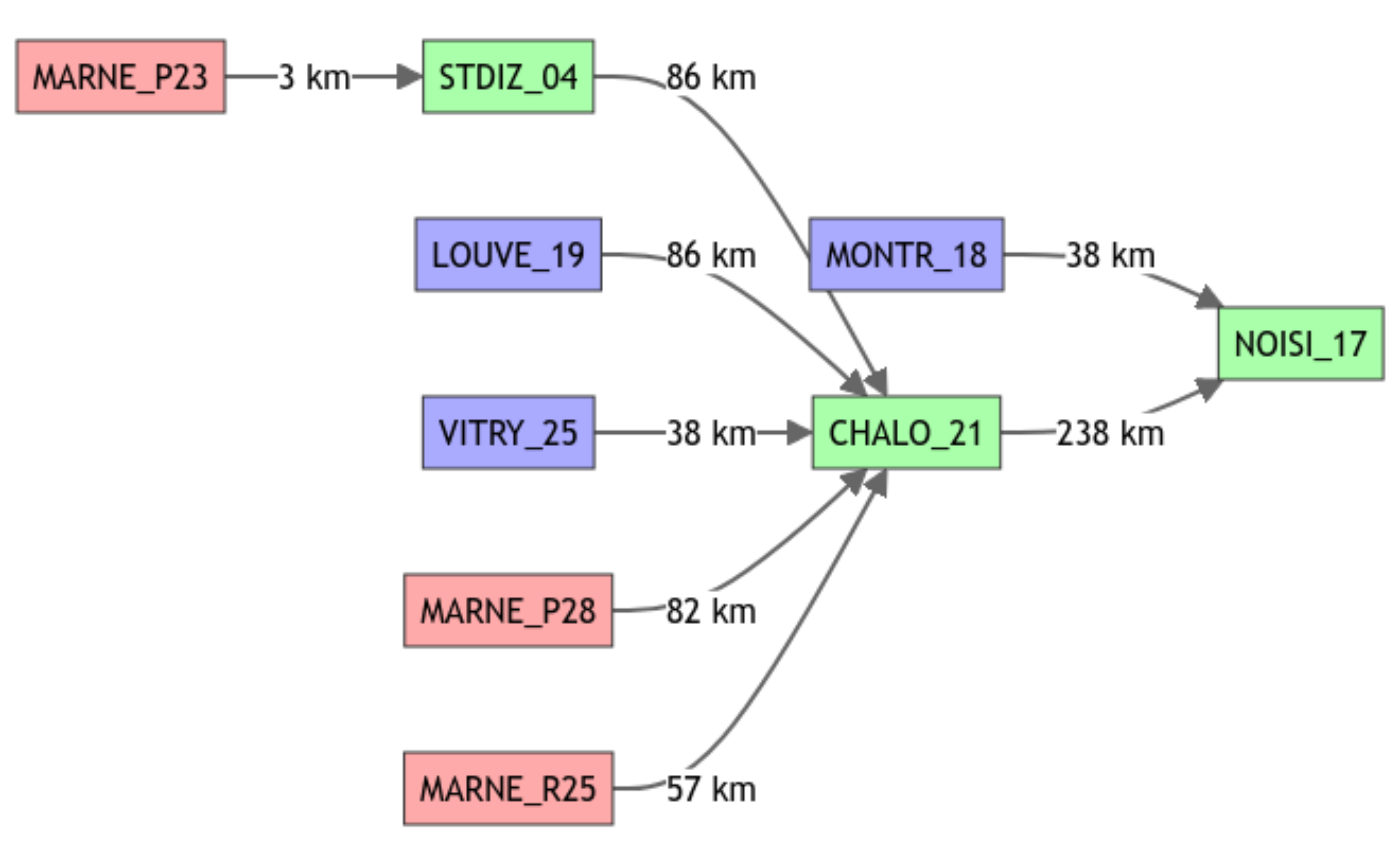 MARNE_P23
3 km
STDIZ_04
86 km
LOUVE_19
86 km
MONTR_18
38 km
NOISI_17
VITRY_25
38 km
CHALO_21
238 km
MARNE_P28
82 km
MARNE_R25
57 km